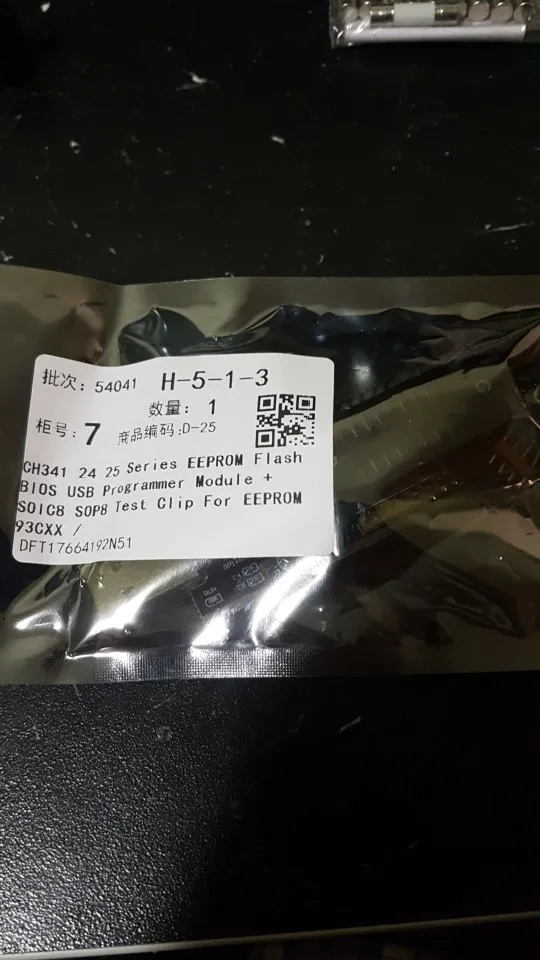 批次: 54041 H-5-1-3
数量: 1
柜号: 7 商品编码:D-25
CH341 24 25 Series EEPROM Flash
BIOS USB Programmer Module +
SOIC8 SOP8 Test Clip For EEPROM
93CXX /
DFT17664192N51
RUN